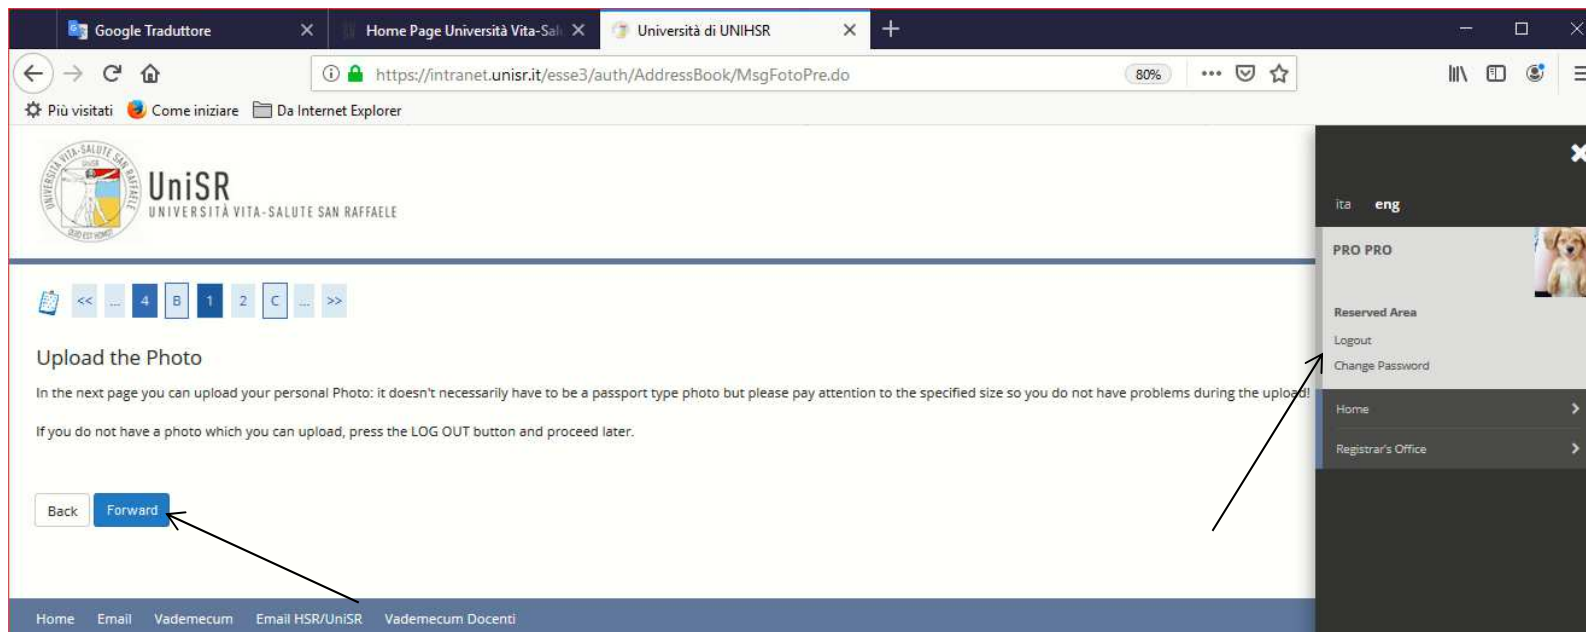 Google Traduttore
Home Page Università Vita-Sal
Università di UNIHSR
https://intranet.unisr.it/esse3/auth/AddressBook/MsgFotoPre.do
80%
Più visitati
Come iniziare
Da Internet Explorer
UniSR
UNIVERSITÀ VITA-SALUTE SAN RAFFAELE
ita eng
PRO PRO
Reserved Area
Logout
Change Password
Home
Registrar's Office
<< ... 4 B 1 2 C ... >>
Upload the Photo
In the next page you can upload your personal Photo: it doesn't necessarily have to be a passport type photo but please pay attention to the specified size so you do not have problems during the upload!
If you do not have a photo which you can upload, press the LOG OUT button and proceed later.
Back Forward
Home Email Vademecum Email HSR/UniSR Vademecum Docenti